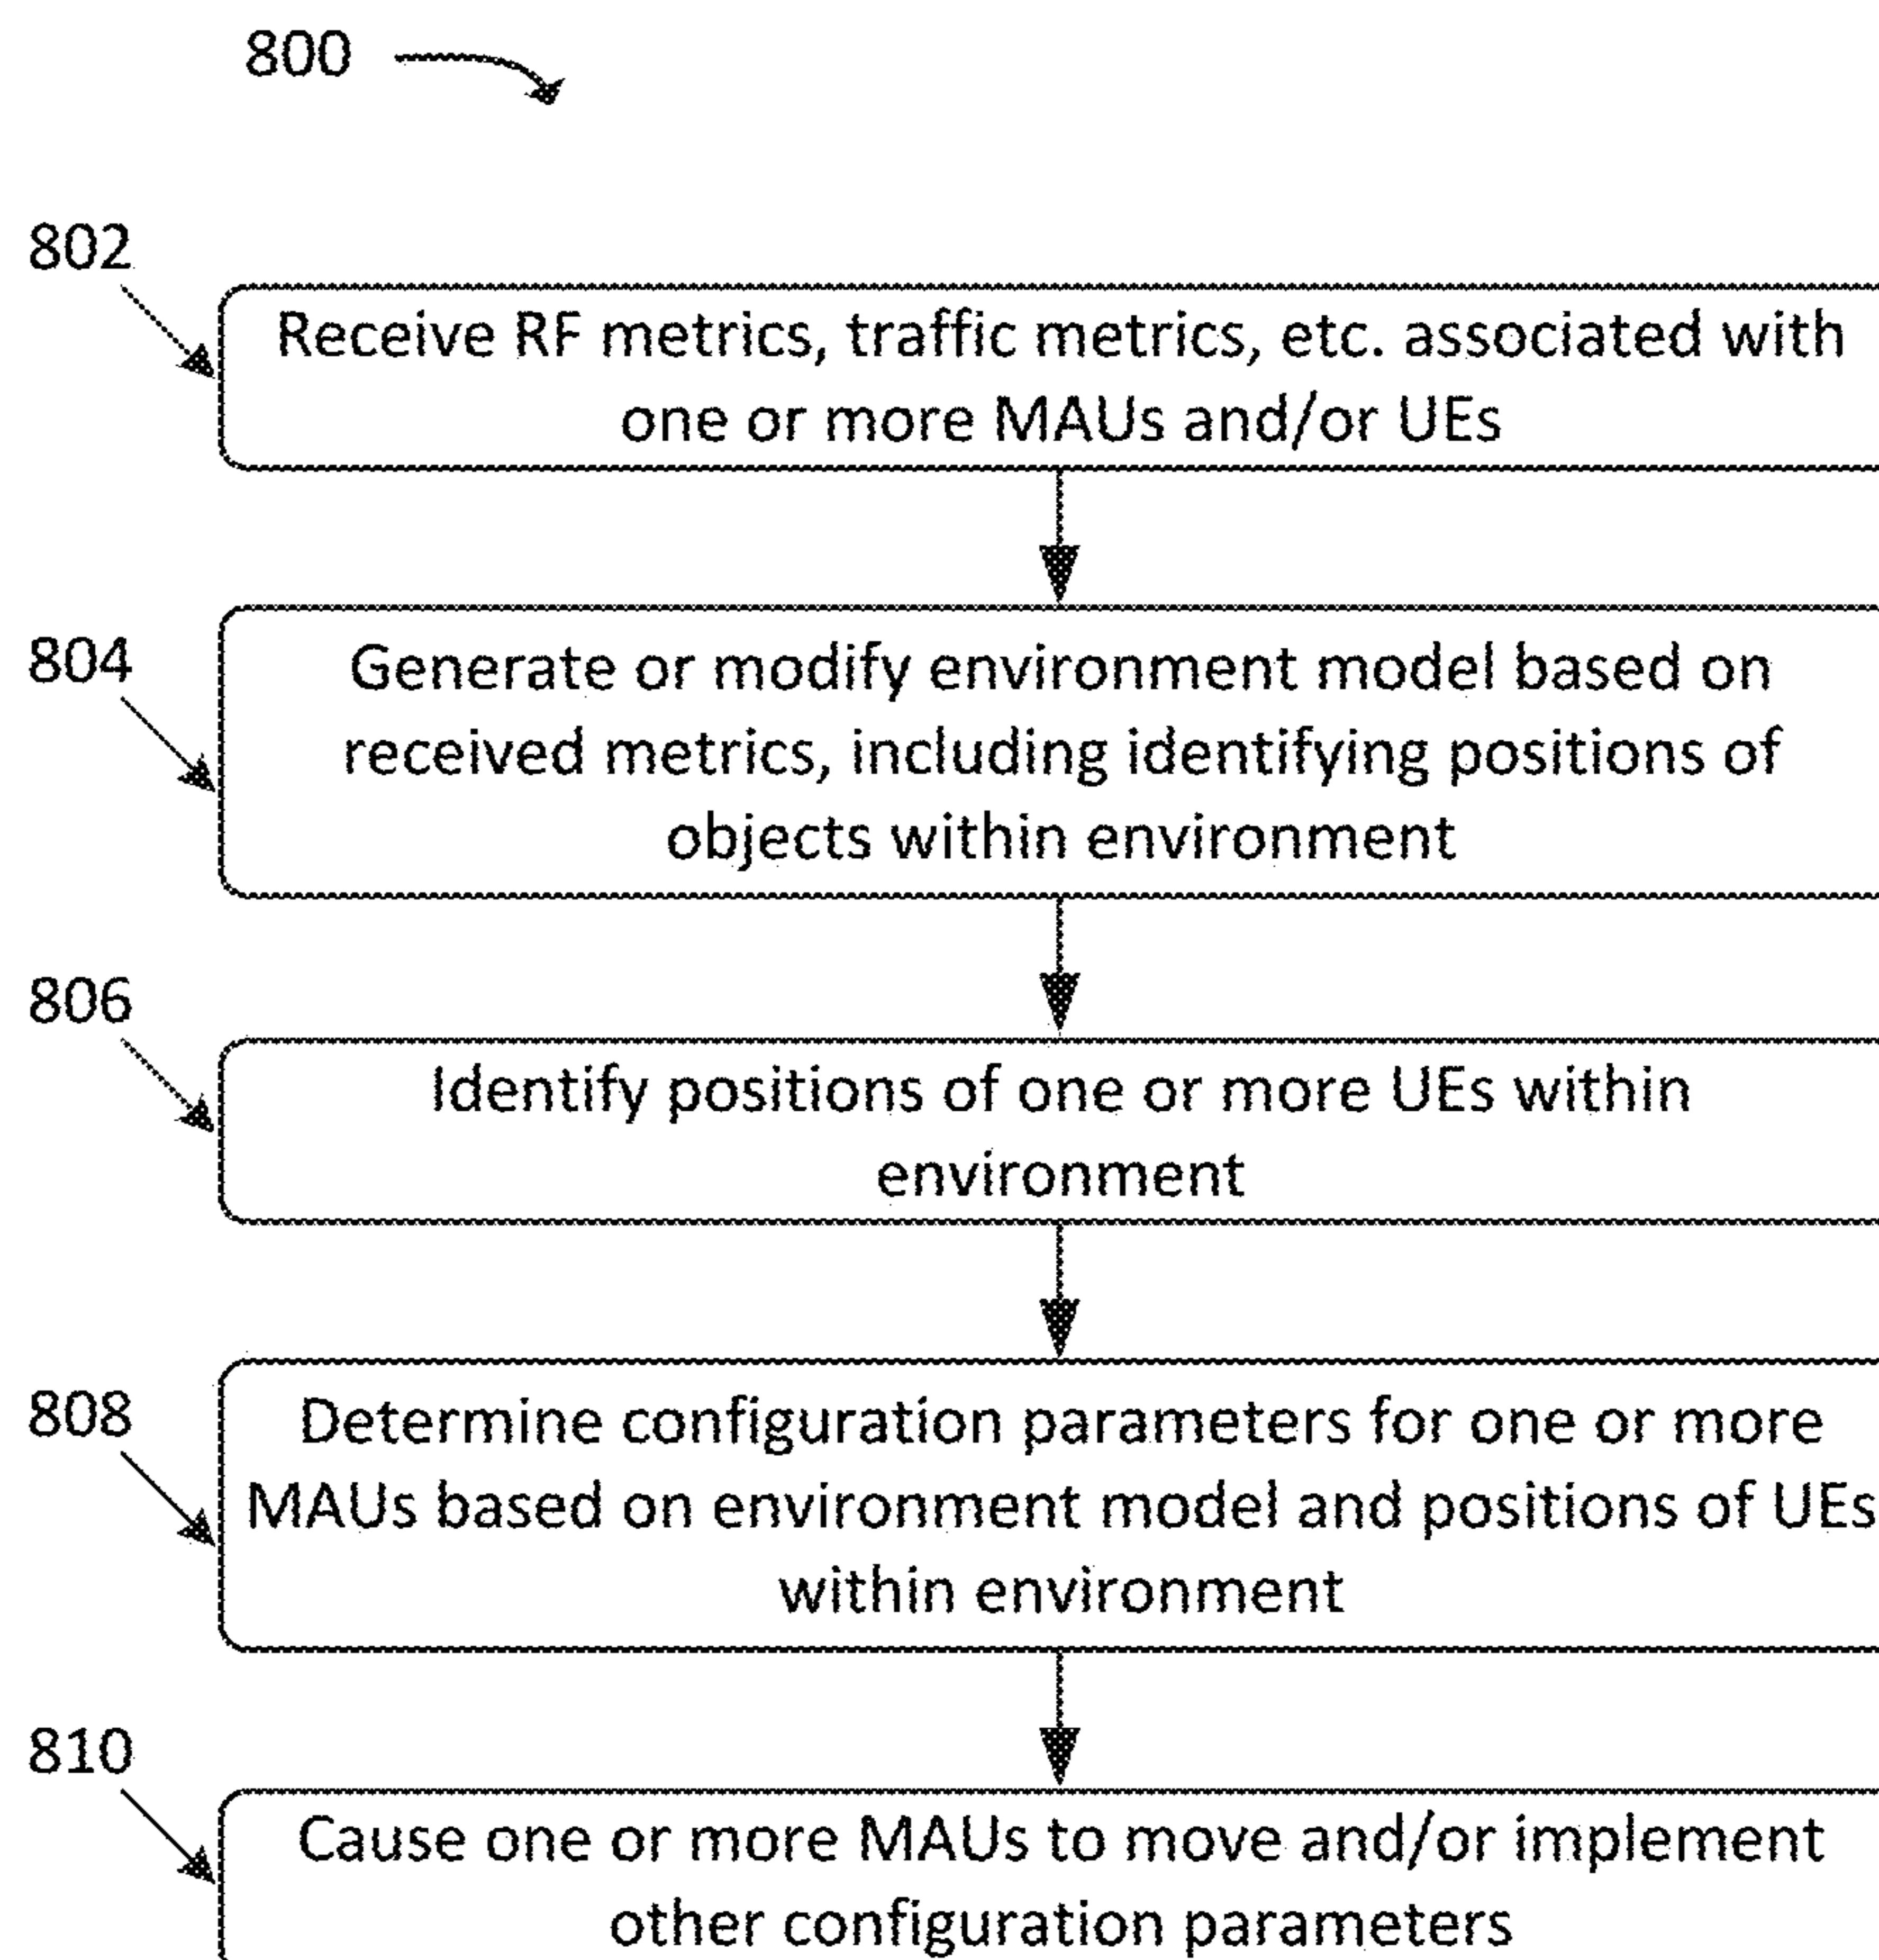 800
802
Receive RF metrics, traffic metrics, etc. associated with
one or more MAUs and/or UEs
804
Generate or modify environment model based on
received metrics, including identifying positions of
objects within environment
806
Identify positions of one or more UEs within
environment
808
Determine configuration parameters for one or more
MAUs based on environment model and positions of UEs
within environment
810
Cause one or more MAUs to move and/or implement
other configuration parameters